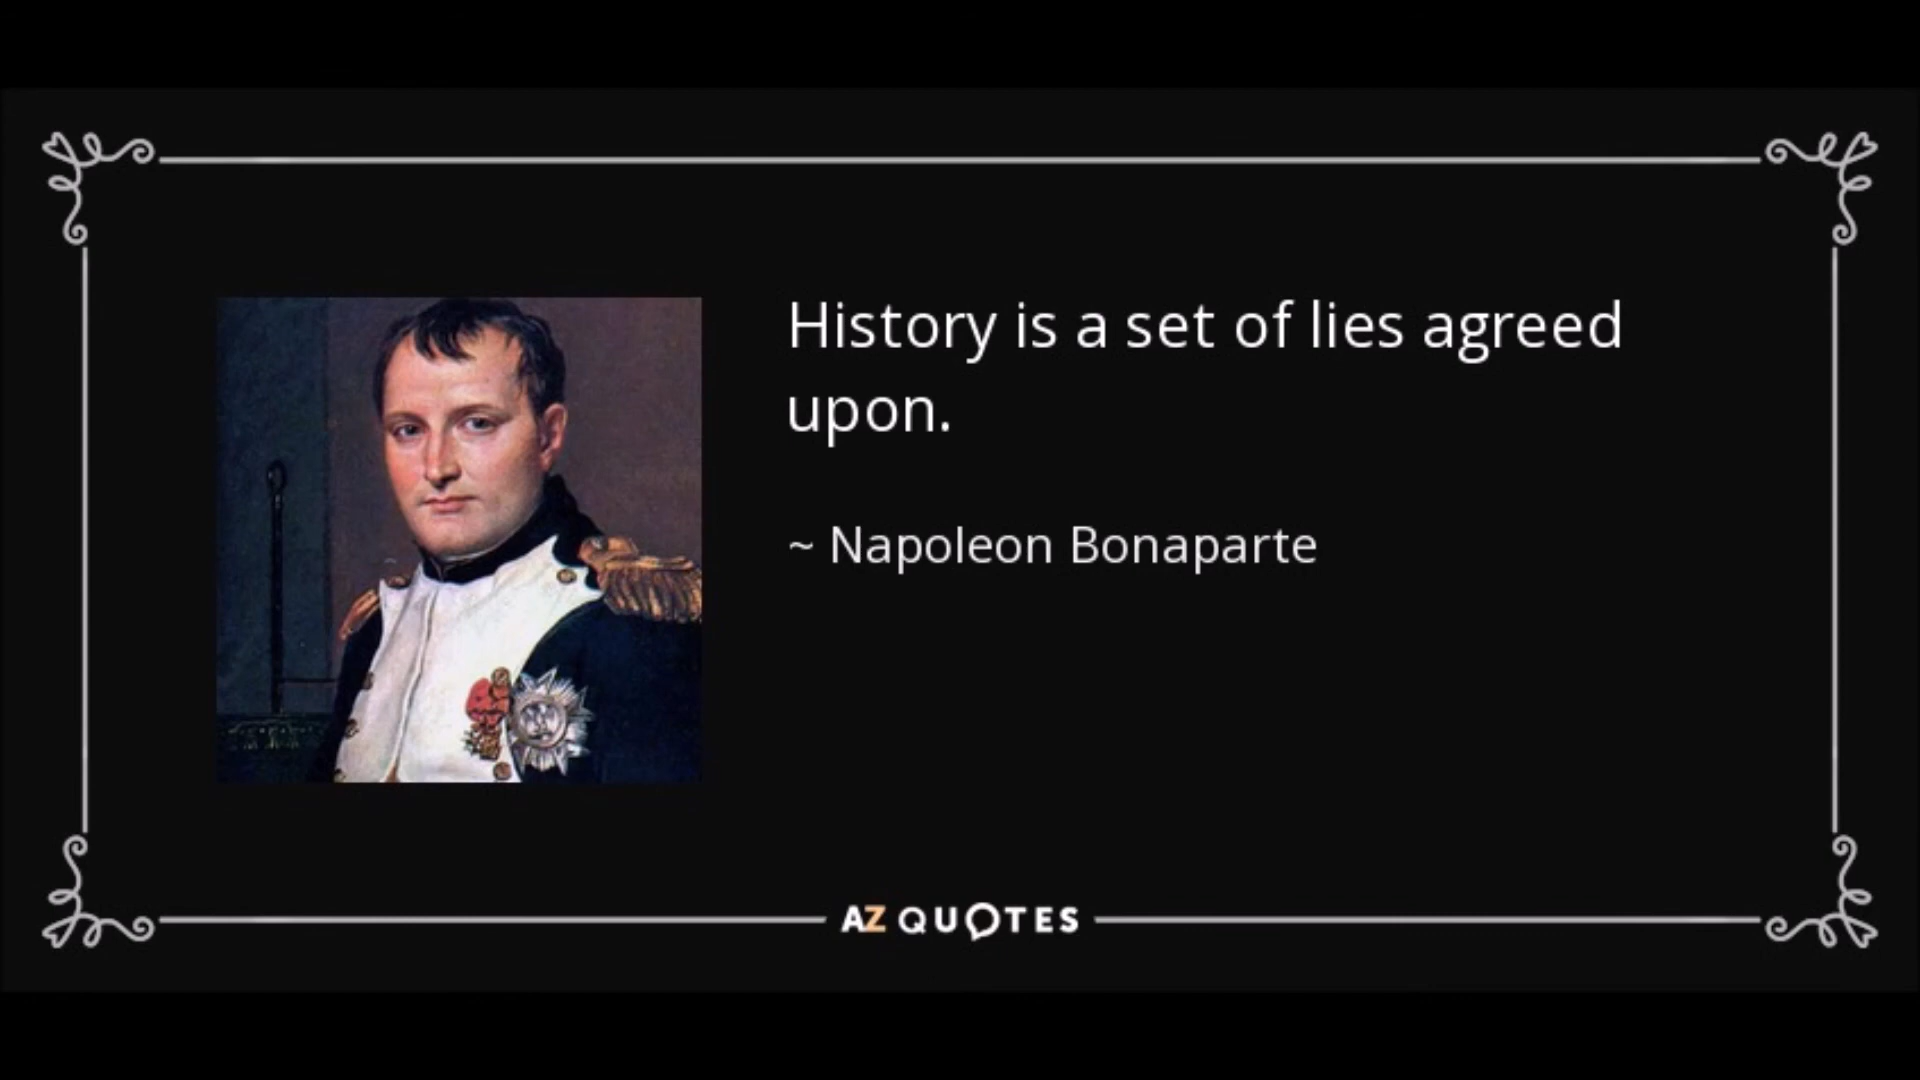 History is a set of lies agreed
upon.
~ Napoleon Bonaparte
AZ QUOTES